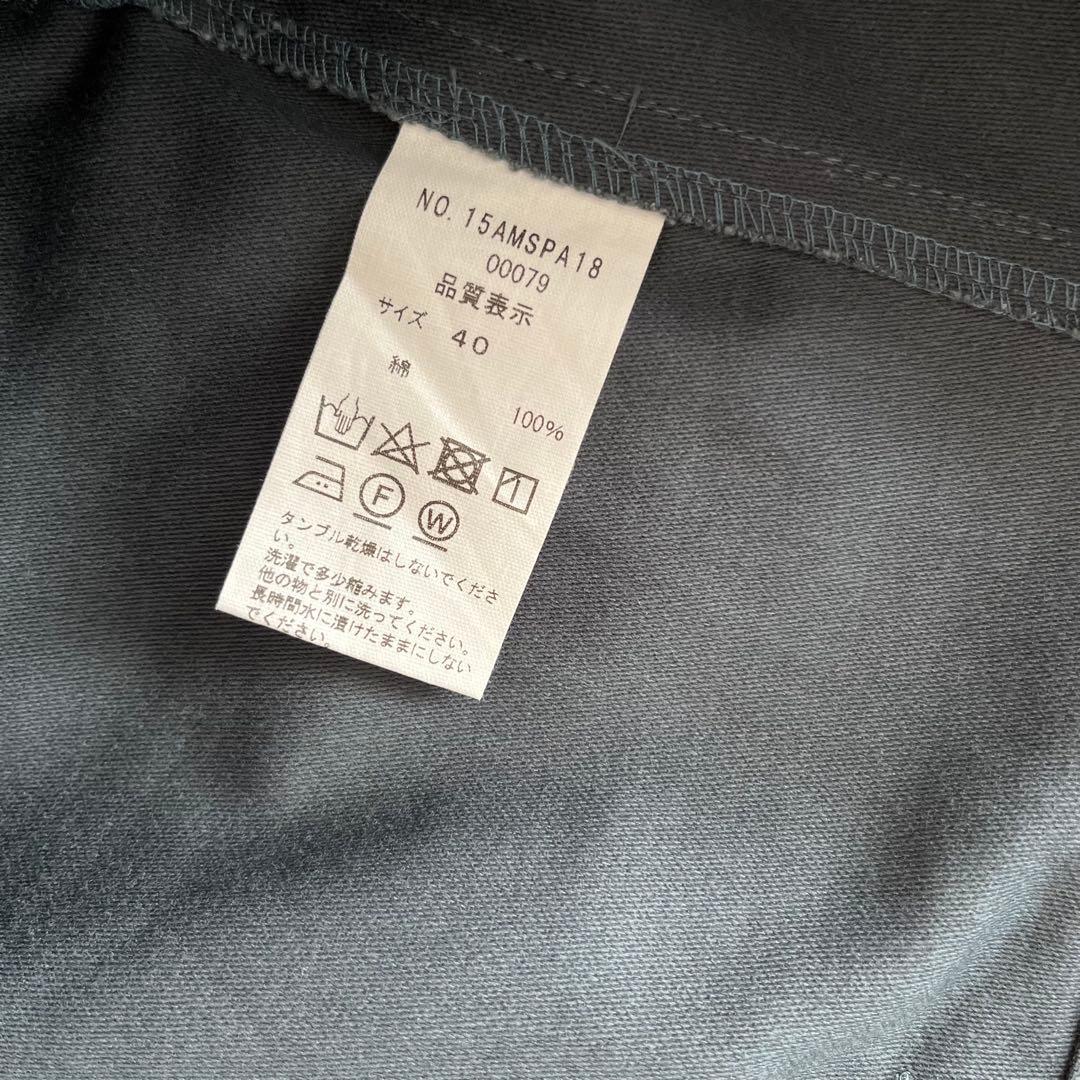 NO. 15AMSPA18
00079
品質表示
サイズ 40
綿 100%
F W
タンブル乾燥はしないでくださ
い。
洗濯で多少縮みます。
他の物と別に洗ってください。
長時間水に漬けたままにしない
でください。